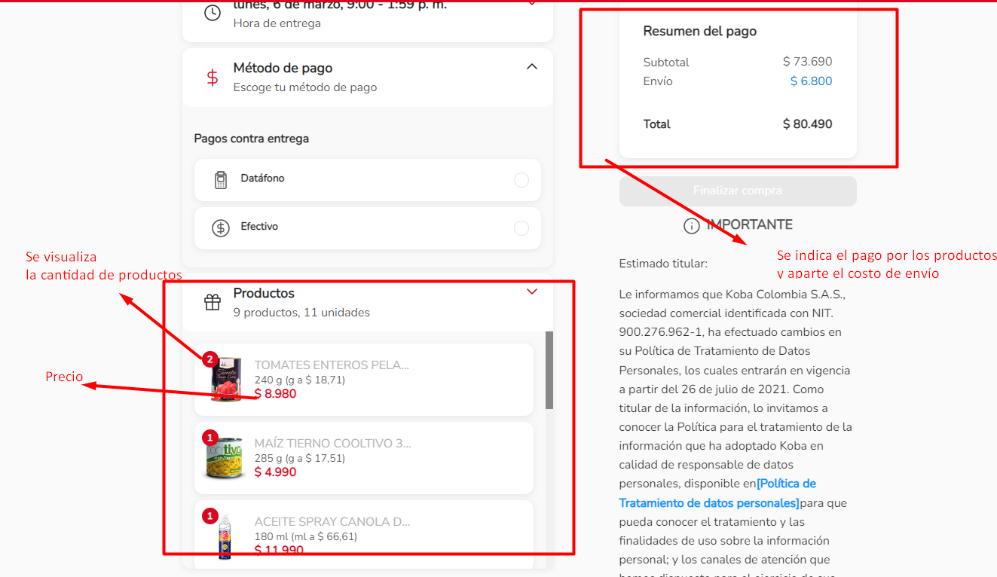 lunes, 6 de marzo, 9:00 - 1:59 p. m.
Hora de entrega
Método de pago
Escoge tu método de pago
Pagos contra entrega
Datáfono
Efectivo
Se visualiza
la cantidad de productos
Precio
Productos
9 productos, 11 unidades
2
TOMATES ENTEROS PELA...
240 g (g a $ 18,71)
$ 8.980
1
MAÍZ TIERNO COOLTIVO 3...
285 g (g a $ 17,51)
$ 4.990
1
ACEITE SPRAY CANOLA D...
180 ml (ml a $ 66,61)
$ 11.990
Resumen del pago
Subtotal $ 73.690
Envío $ 6.800
Total $ 80.490
Finalizar compra
IMPORTANTE
Se indica el pago por los productos
y aparte el costo de envío
Estimado titular:
Le informamos que Koba Colombia S.A.S.,
sociedad comercial identificada con NIT.
900.276.962-1, ha efectuado cambios en
su Política de Tratamiento de Datos
Personales, los cuales entrarán en vigencia
a partir del 26 de julio de 2021. Como
titular de la información, lo invitamos a
conocer la Política para el tratamiento de la
información que ha adoptado Koba en
calidad de responsable de datos
personales, disponible en[Política de
Tratamiento de datos personales]para que
pueda conocer el tratamiento y las
finalidades de uso sobre la información
personal; y los canales de atención que